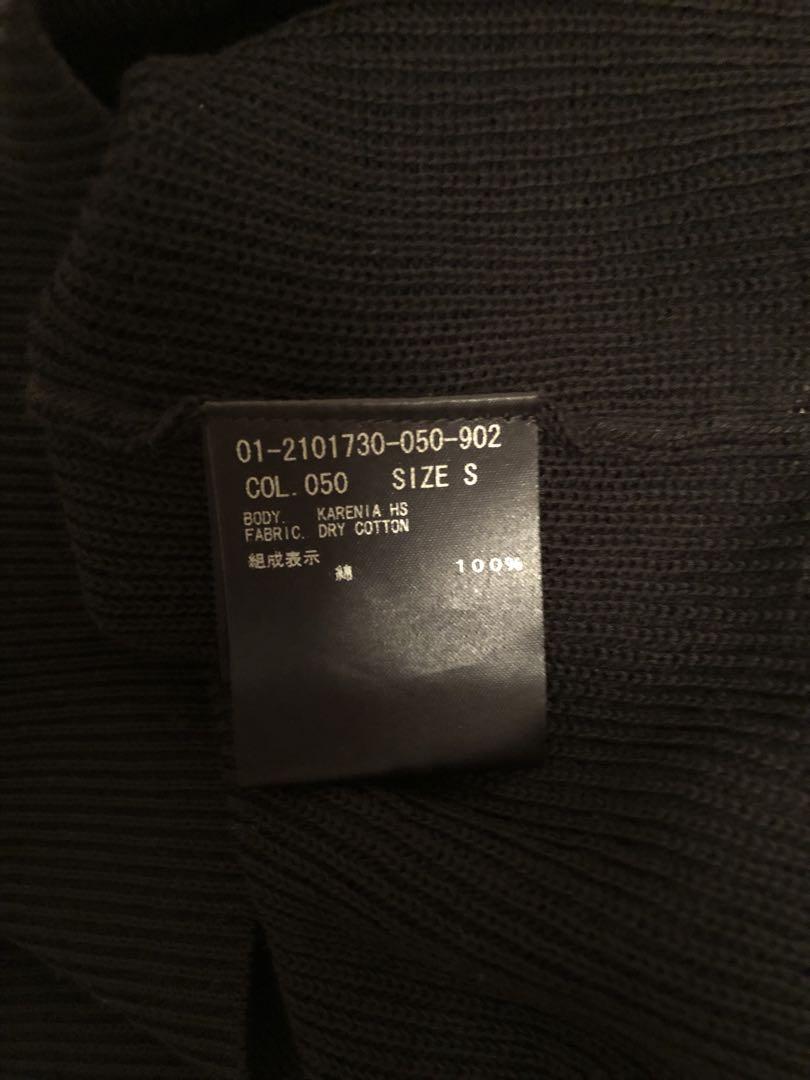 01-2101730-050-902
COL. 050 SIZE S
BODY. KARENIA HS
FABRIC. DRY COTTON
組成表示
綿 100%